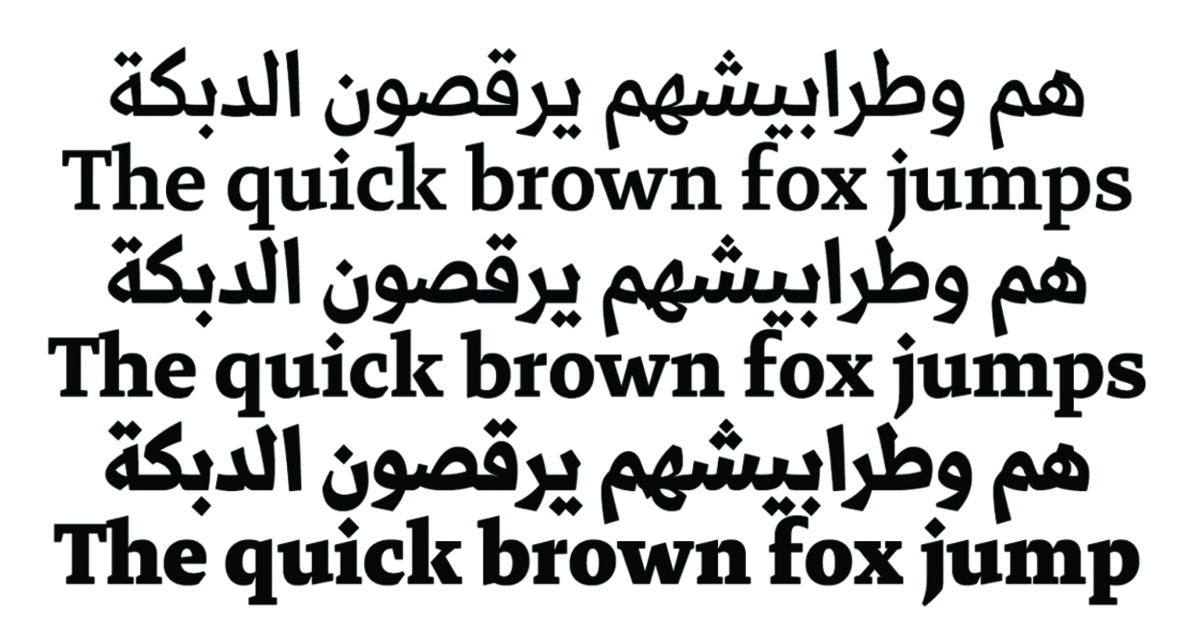 هم وطرابيشهم يرقصون الدبكة
The quick brown fox jumps
هم وطرابيشهم يرقصون الدبكة
The quick brown fox jumps
هم وطرابيشهم يرقصون الدبكة
The quick brown fox jump